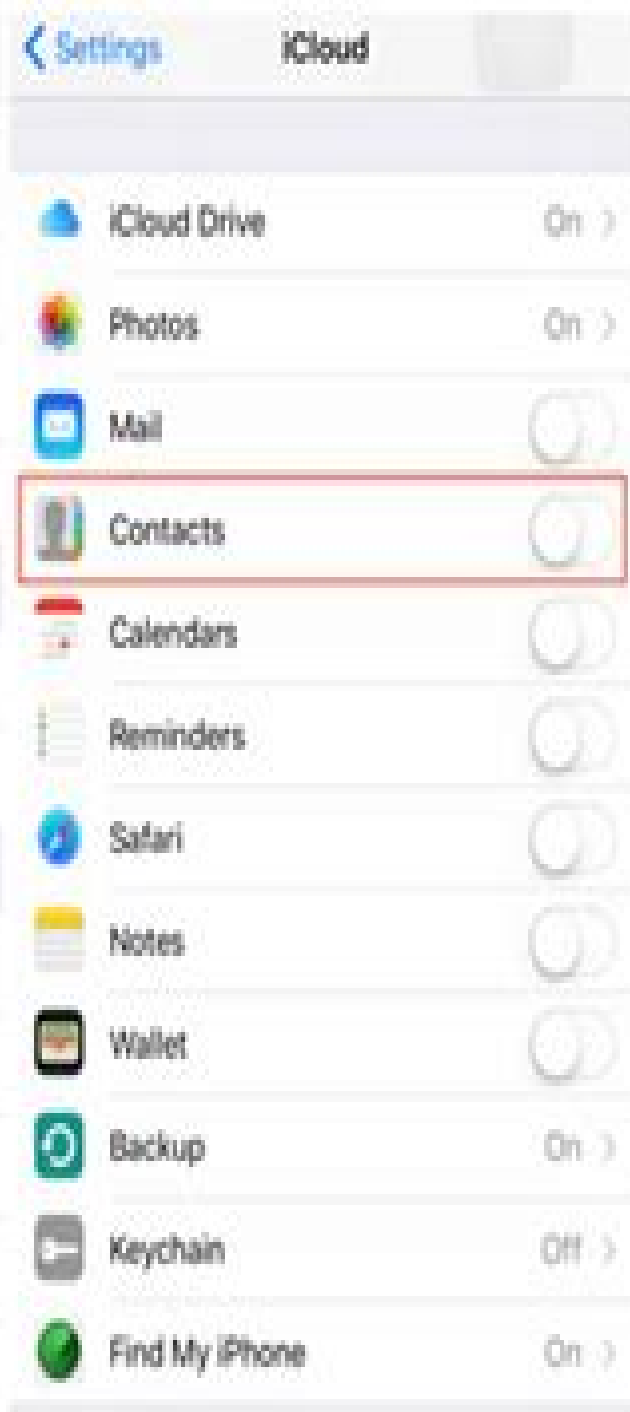 Settings iCloud
iCloud Drive On
Photos On
Mail
Contacts
Calendars
Reminders
Safari
Notes
Wallet
Backup On
Keychain Off
Find My iPhone On